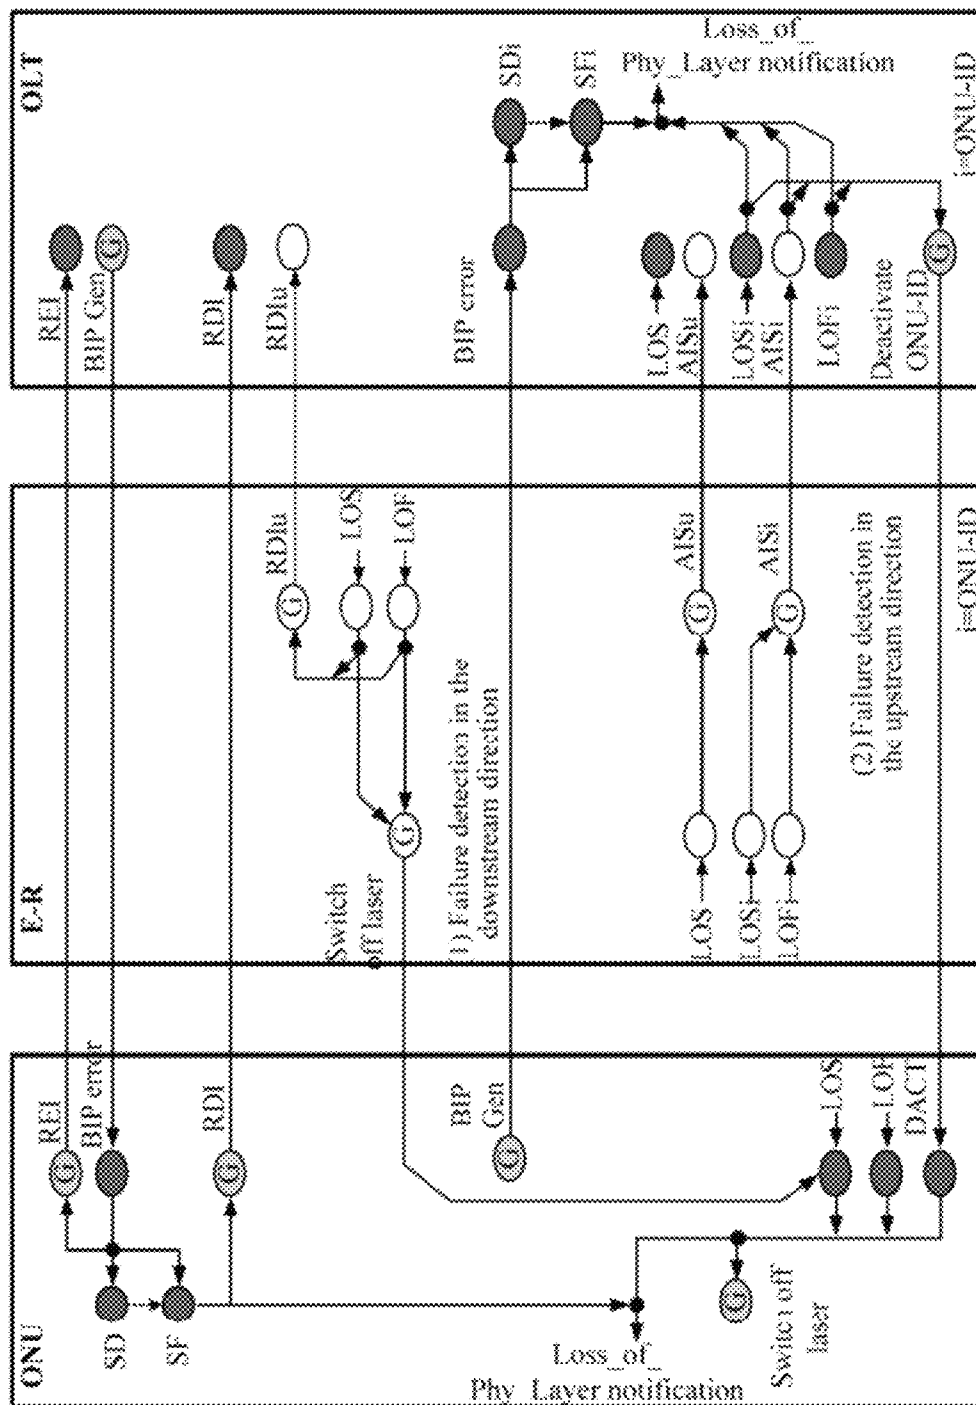 OLT
REI
BIP Gen
G
RDI
RDIu
BIP error
SDi
SFi
Loss_of_
Phy_Layer notification
LOS
AISu
LOSi
AISi
LOFi
Deactivate
ONU-ID
G
i=ONU-ID
E-R
RDIu
G
LOS
LOF
G
Switch
off laser
(1) Failure detection in the
downstream direction
AISu
G
AISi
G
LOS
LOSi
LOFi
(2) Failure detection in
the upstream direction
i=ONU-ID
ONU
REI
G
BIP error
SD
SF
RDI
G
BIP
Gen
G
LOS
LOF
DACT
G
Switch off
laser
Loss_of_
Phy_Layer notification